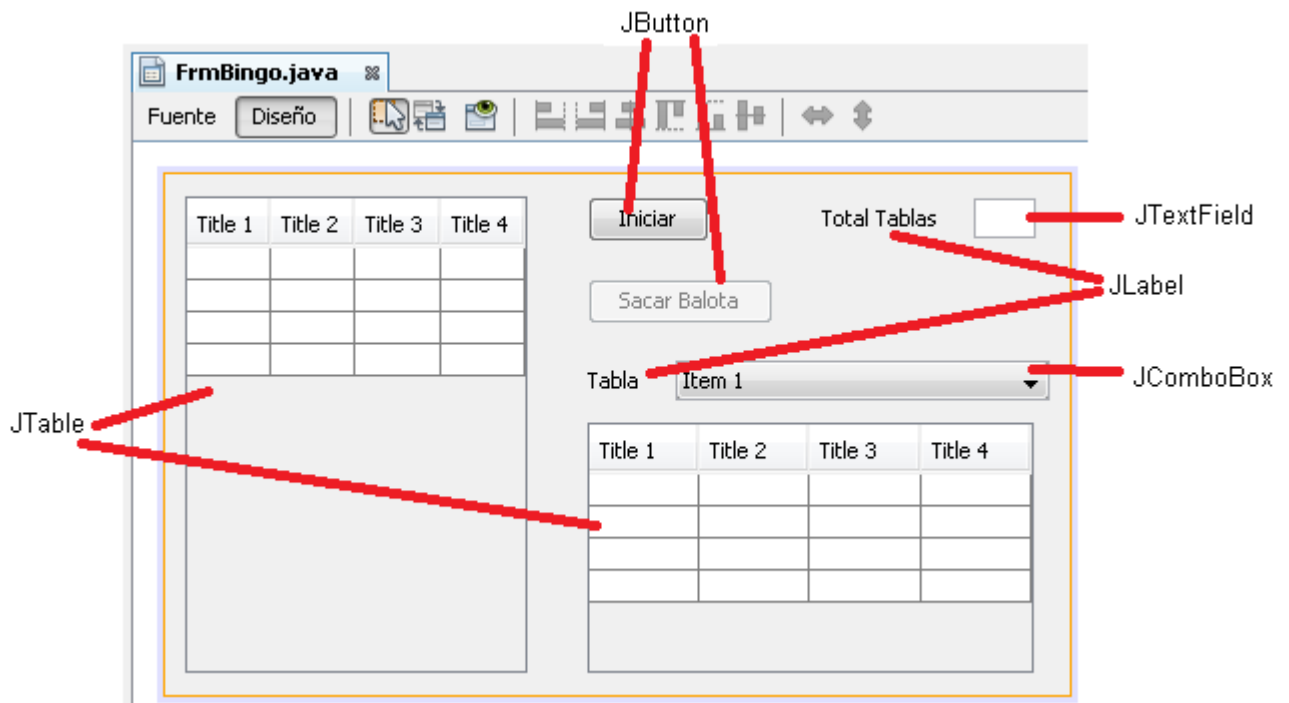 JButton
FrmBingo.java
Fuente Diseño
Title 1 Title 2 Title 3 Title 4
Iniciar
Total Tablas
JTextField
Sacar Balota
JLabel
Tabla
Item 1
JComboBox
JTable
Title 1 Title 2 Title 3 Title 4